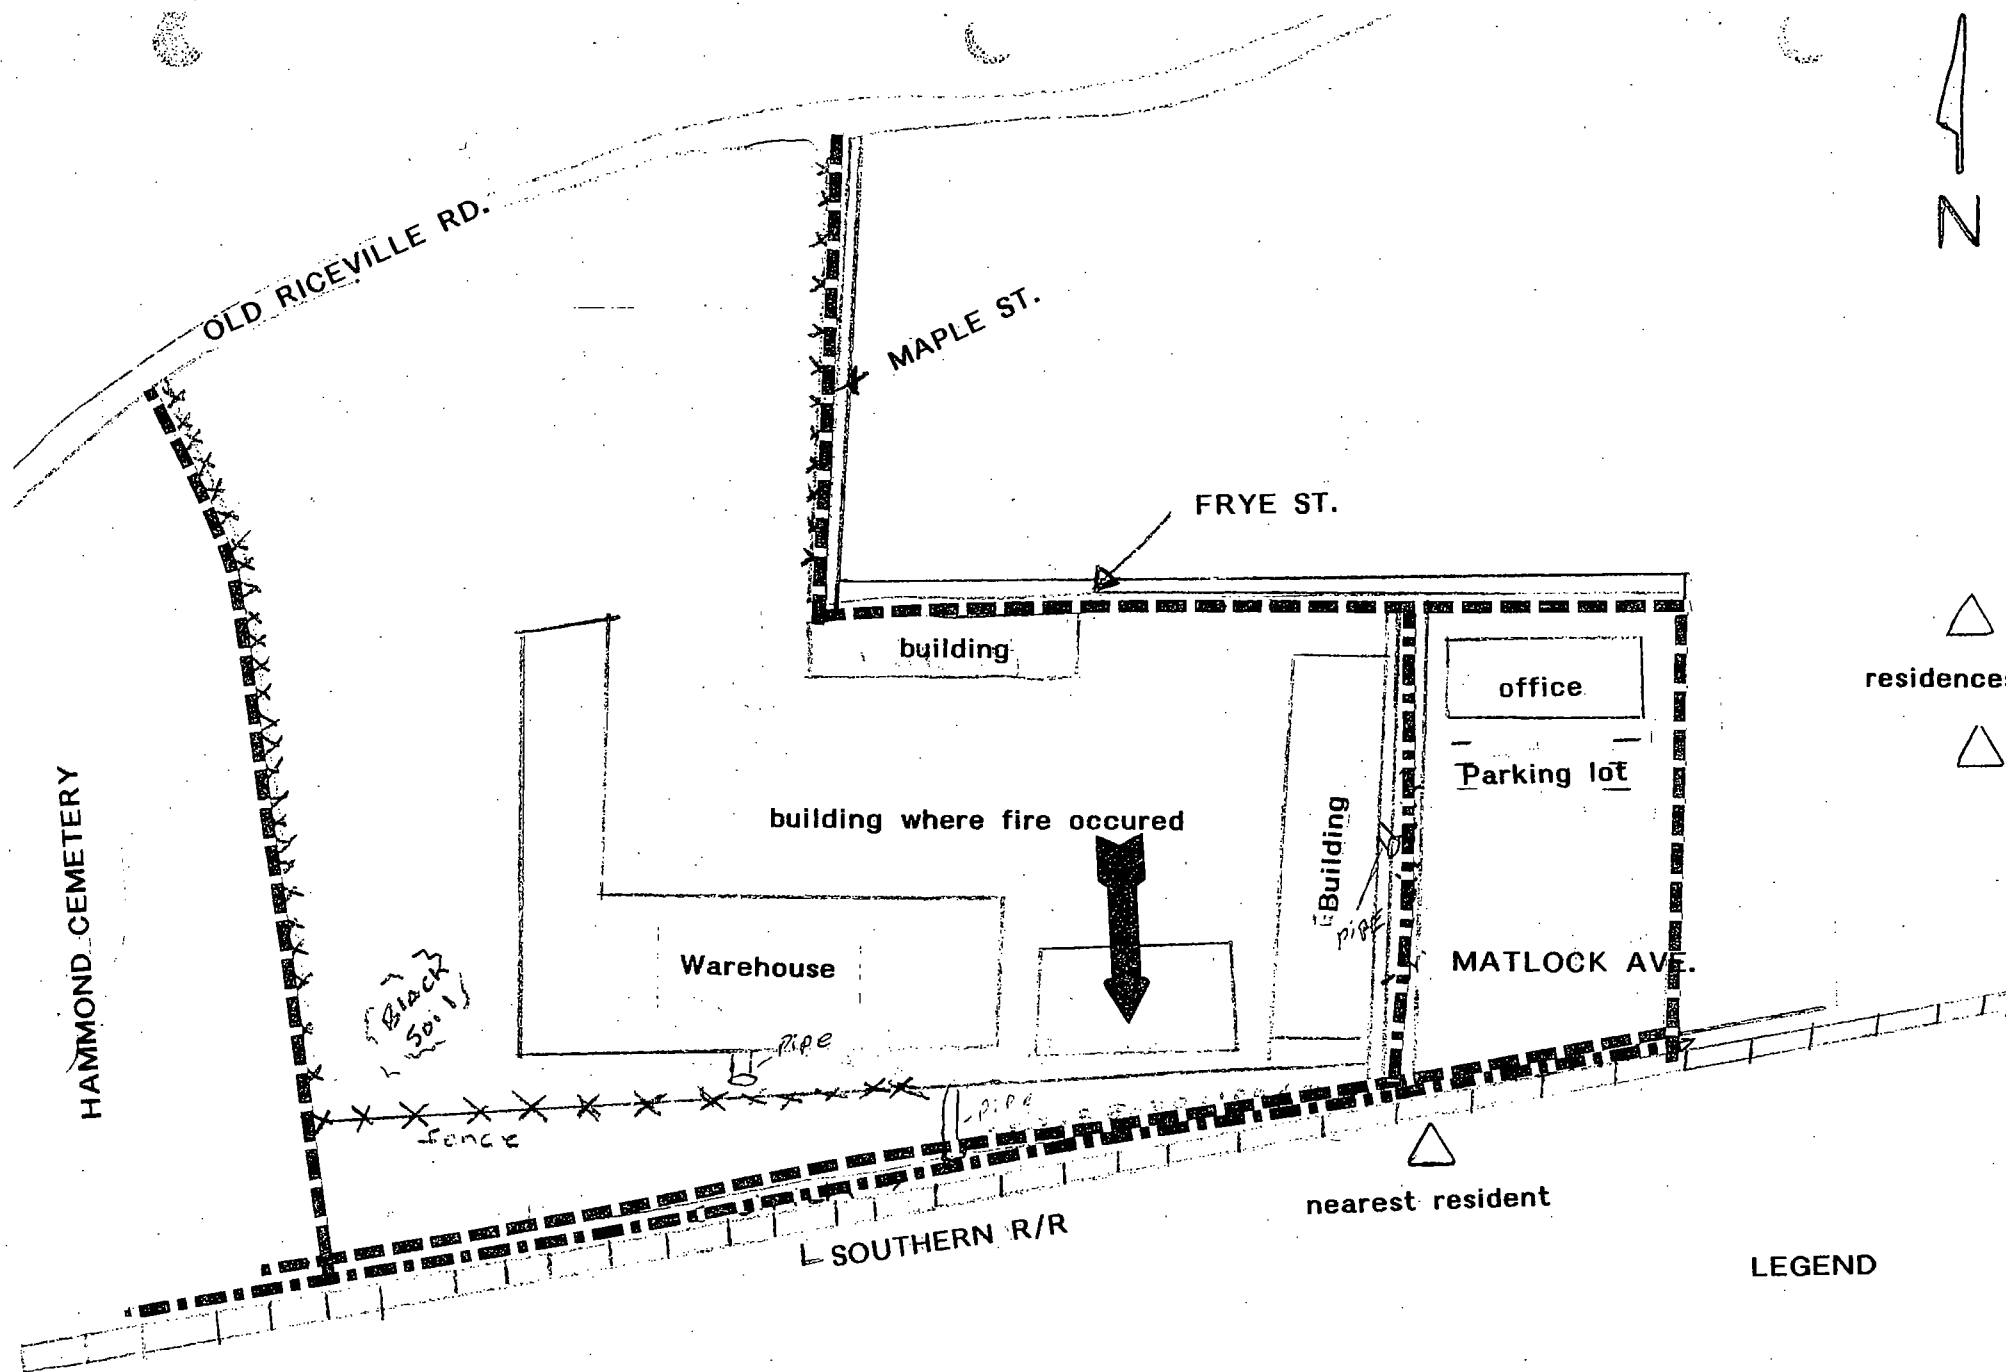 N
OLD RICEVILLE RD.
MAPLE ST.
FRYE ST.
building
office
residences
Parking lot
HAMMOND CEMETERY
building where fire occured
Building
pipe
Warehouse
MATLOCK AVE.
Black
Soil
pipe
pipe
fence
nearest resident
SOUTHERN R/R
LEGEND